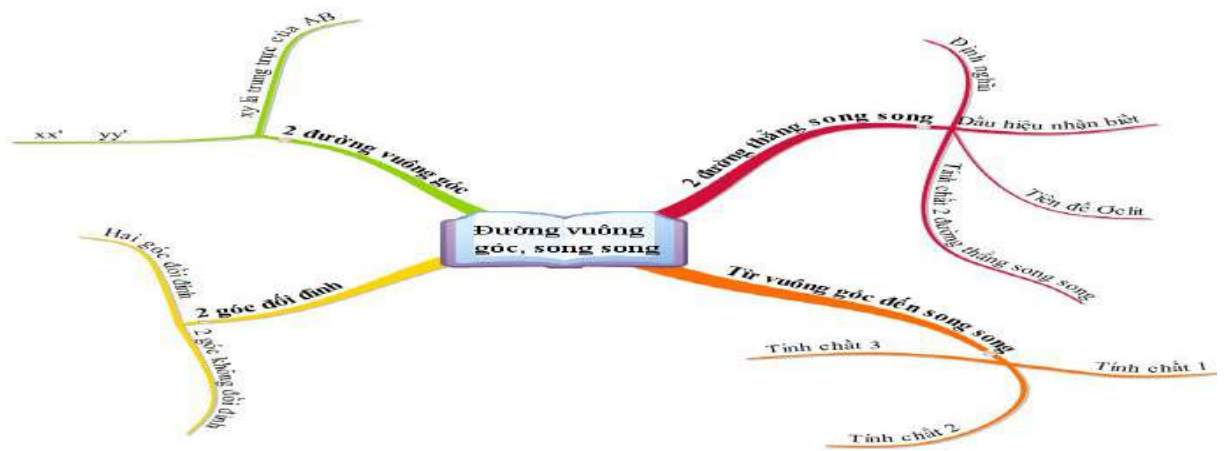 Đường vuông
góc, song song
2 đường vuông góc
xy là trung trực của AB
xx' yy'
2 góc đối đỉnh
Hai góc đối đỉnh
2 góc không đối đỉnh
2 đường thẳng song song
Định nghĩa
Dấu hiệu nhận biết
Tiên đề Ơclit
Tính chất 2 đường thẳng song song
Từ vuông góc đến song song
Tính chất 1
Tính chất 2
Tính chất 3